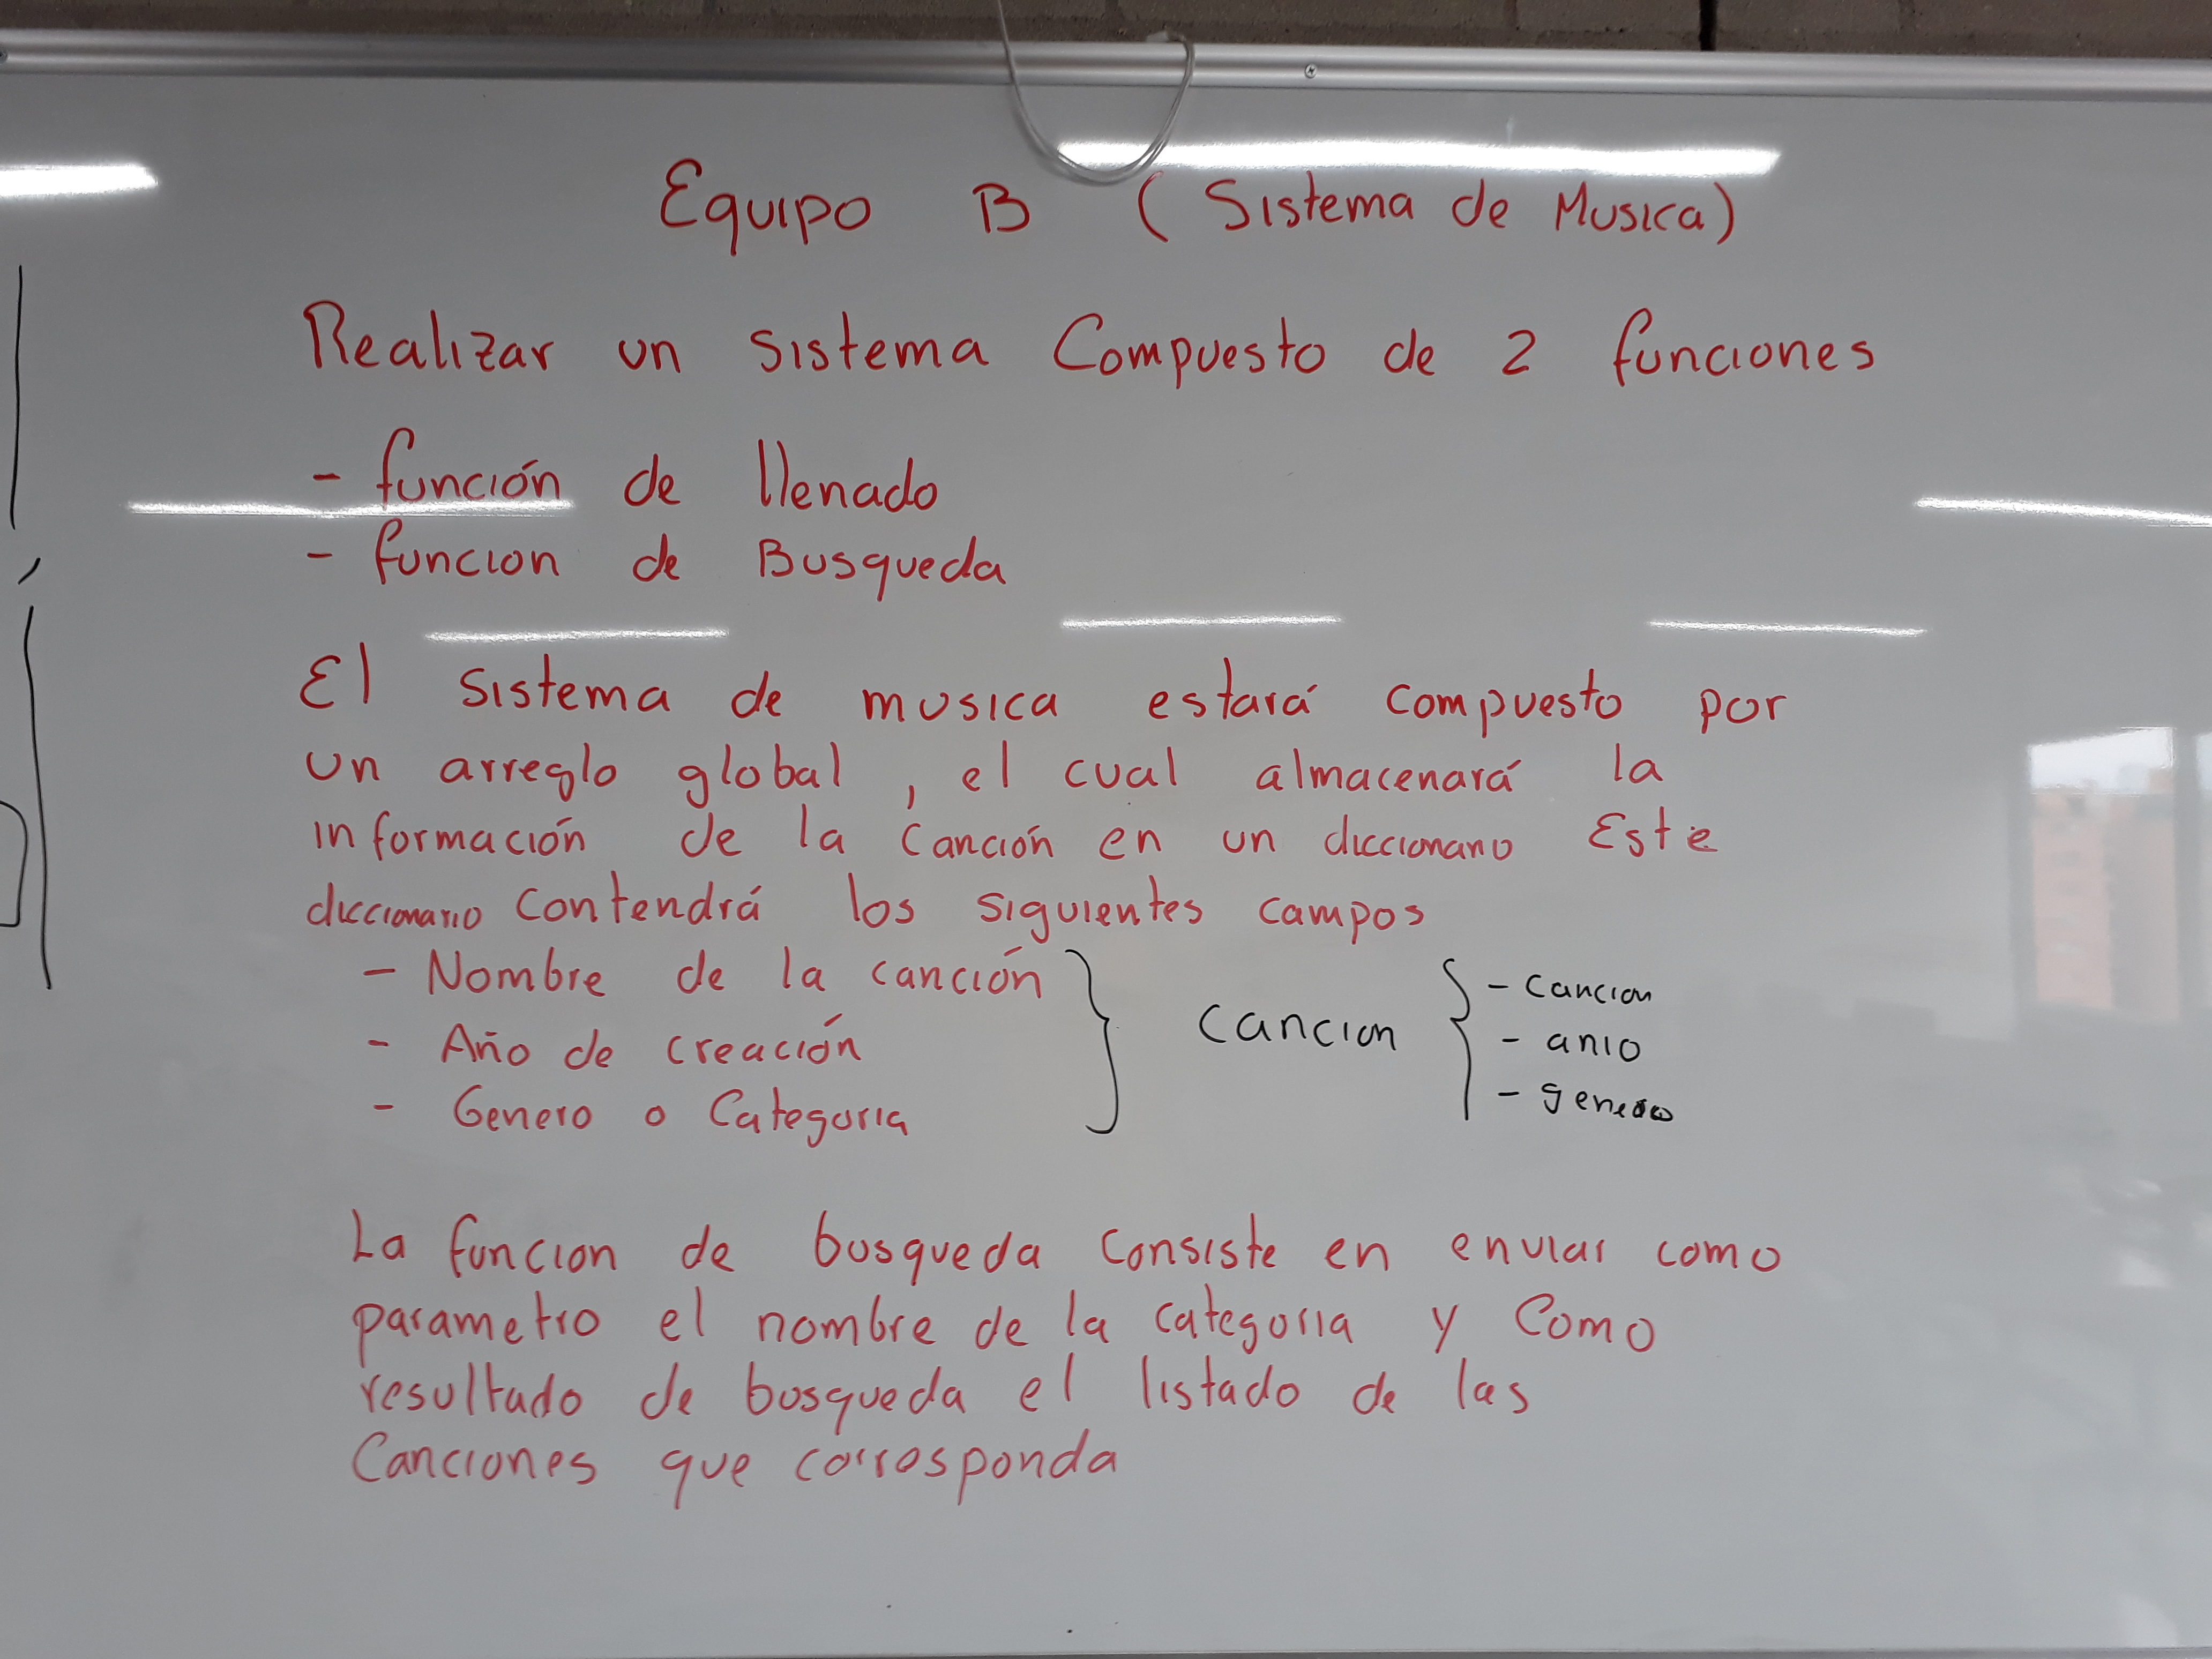 Equipo B (Sistema de Musica)
Realizar un sistema Compuesto de 2 funciones
- función de llenado
- funcion de Busqueda
El sistema de musica estará compuesto por
un arreglo global, el cual almacenará la
información de la canción en un diccionario Este
diccionario contendrá los siguientes campos
- Nombre de la canción
- Año de creación
- Genero o Categoria
cancion
- cancion
- anio
- genero
La funcion de busqueda consiste en enviar como
parametro el nombre de la categoria y como
resultado de busqueda el listado de las
Canciones que corrosponda